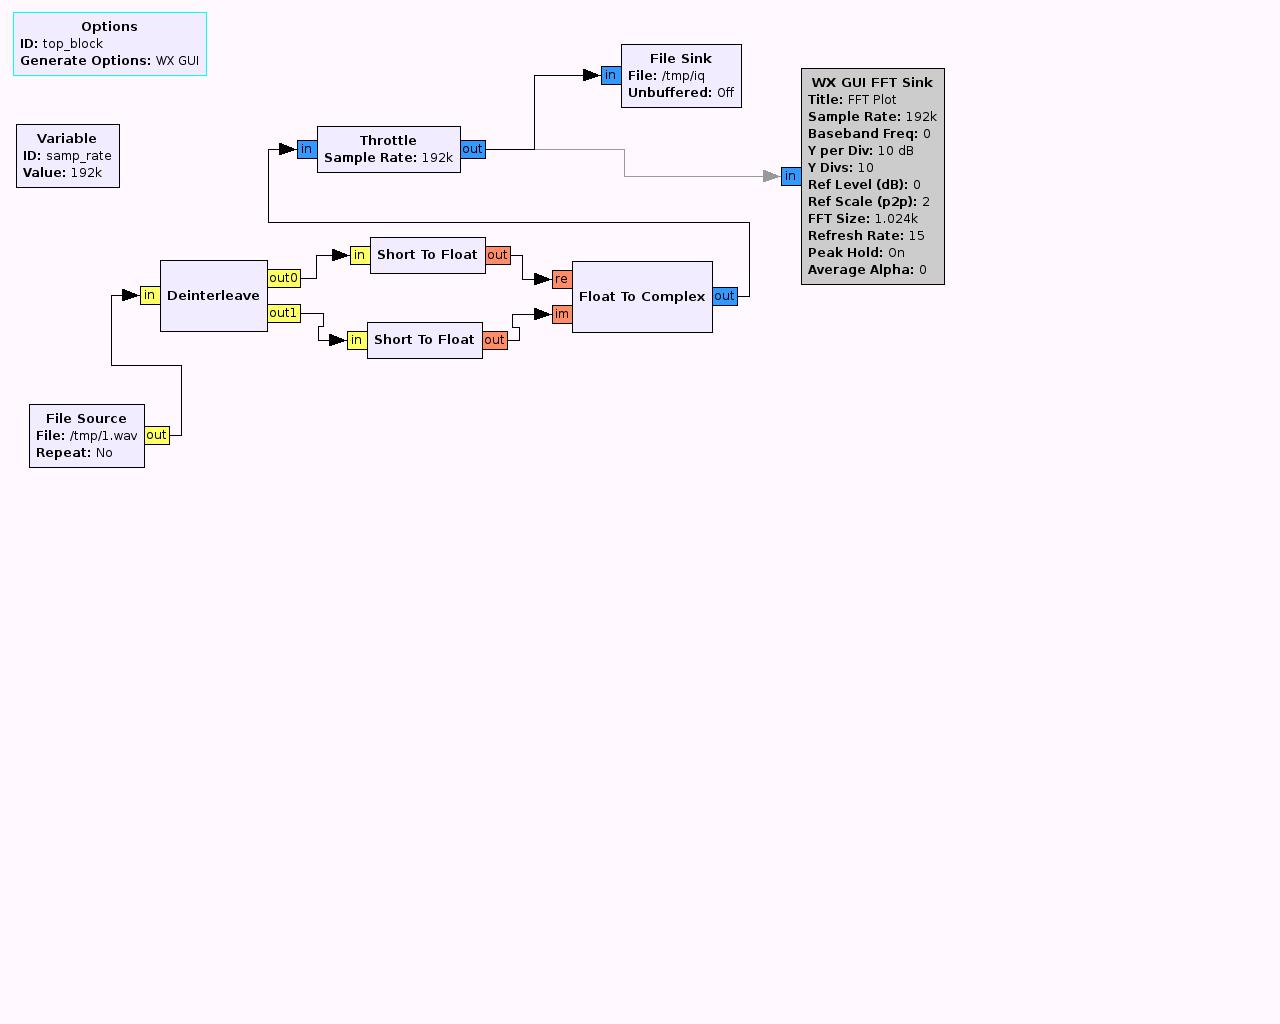 Options
ID: top_block
Generate Options: WX GUI
Variable
ID: samp_rate
Value: 192k
in
Throttle
Sample Rate: 192k
out
in
File Sink
File: /tmp/iq
Unbuffered: Off
in
WX GUI FFT Sink
Title: FFT Plot
Sample Rate: 192k
Baseband Freq: 0
Y per Div: 10 dB
Y Divs: 10
Ref Level (dB): 0
Ref Scale (p2p): 2
FFT Size: 1.024k
Refresh Rate: 15
Peak Hold: On
Average Alpha: 0
in
Deinterleave
out0
out1
in
Short To Float
out
in
Short To Float
out
re
im
Float To Complex
out
File Source
File: /tmp/1.wav
Repeat: No
out